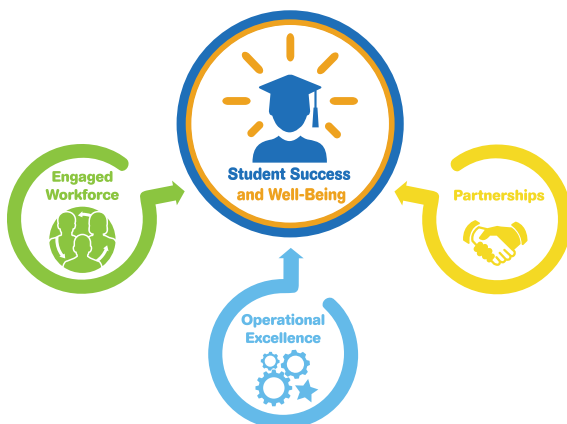 Student Success
and Well-Being
Engaged
Workforce
Partnerships
Operational
Excellence